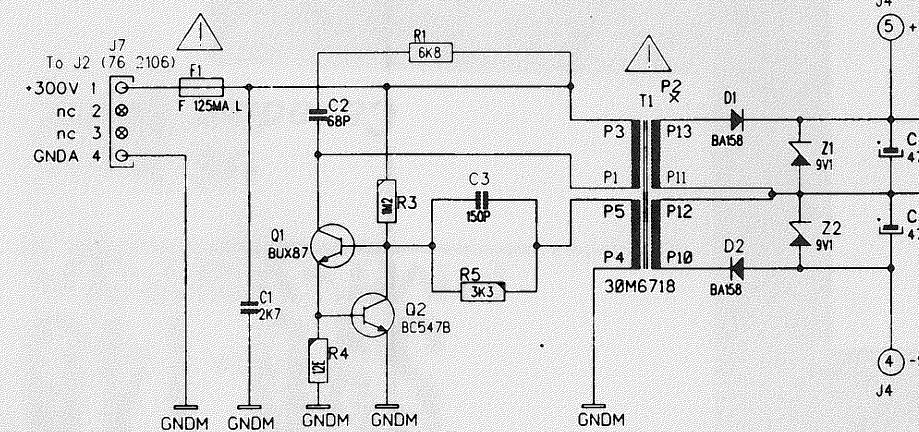 J4
5 +
R1
6K8
J7
To J2 (76 2106)
F1
+300V 1
F 125MA L
nc 2
nc 3
GNDA 4
C2
68P
P2
X
T1
D1
BA158
P3 P13
Z1
9V1
C
47
P1 P11
C3
150P
R3
1M2
P5 P12
Z2
9V1
C
47
Q1
BUX87
R5
3K3
P4 P10
D2
BA158
30M6718
C1
2K7
Q2
BC547B
R4
12E
4 -
J4
GNDM GNDM GNDM GNDM GNDM